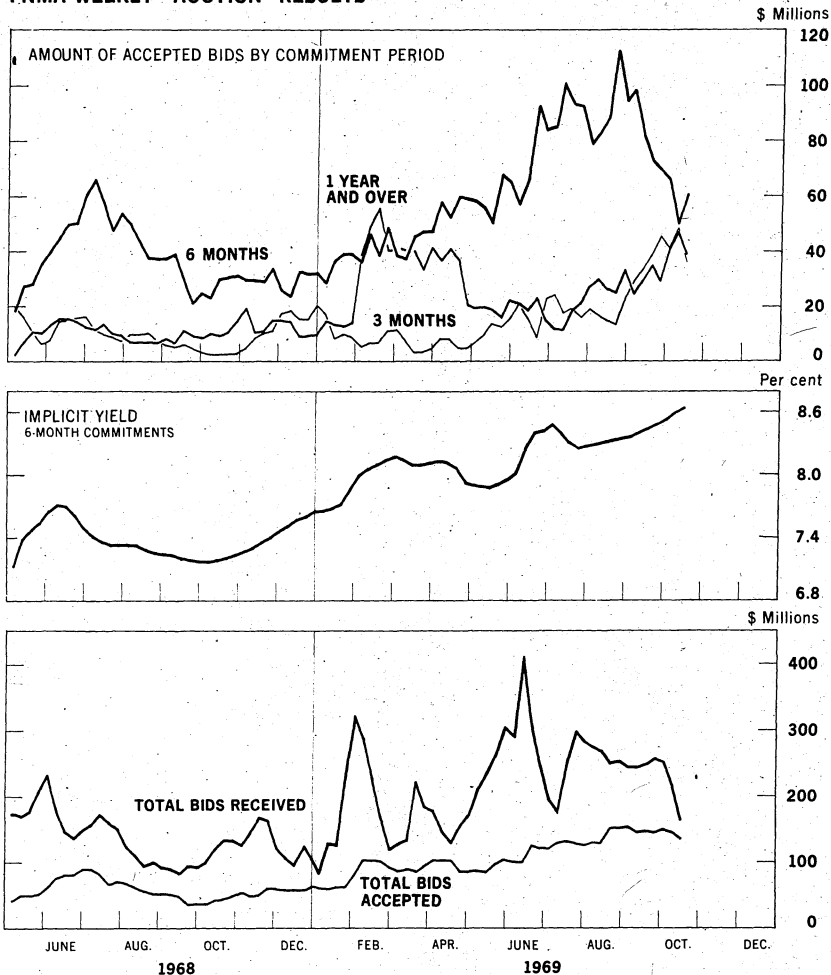 FNMA WEEKLY AUCTION RESULTS
$ Millions
AMOUNT OF ACCEPTED BIDS BY COMMITMENT PERIOD
120
100
80
60
40
20
0
1 YEAR
AND OVER
6 MONTHS
3 MONTHS
Per cent
IMPLICIT YIELD
6-MONTH COMMITMENTS
8.6
8.0
7.4
6.8
$ Millions
400
300
200
100
0
TOTAL BIDS RECEIVED
TOTAL BIDS
ACCEPTED
JUNE AUG. OCT. DEC. FEB. APR. JUNE AUG. OCT. DEC.
1968 1969